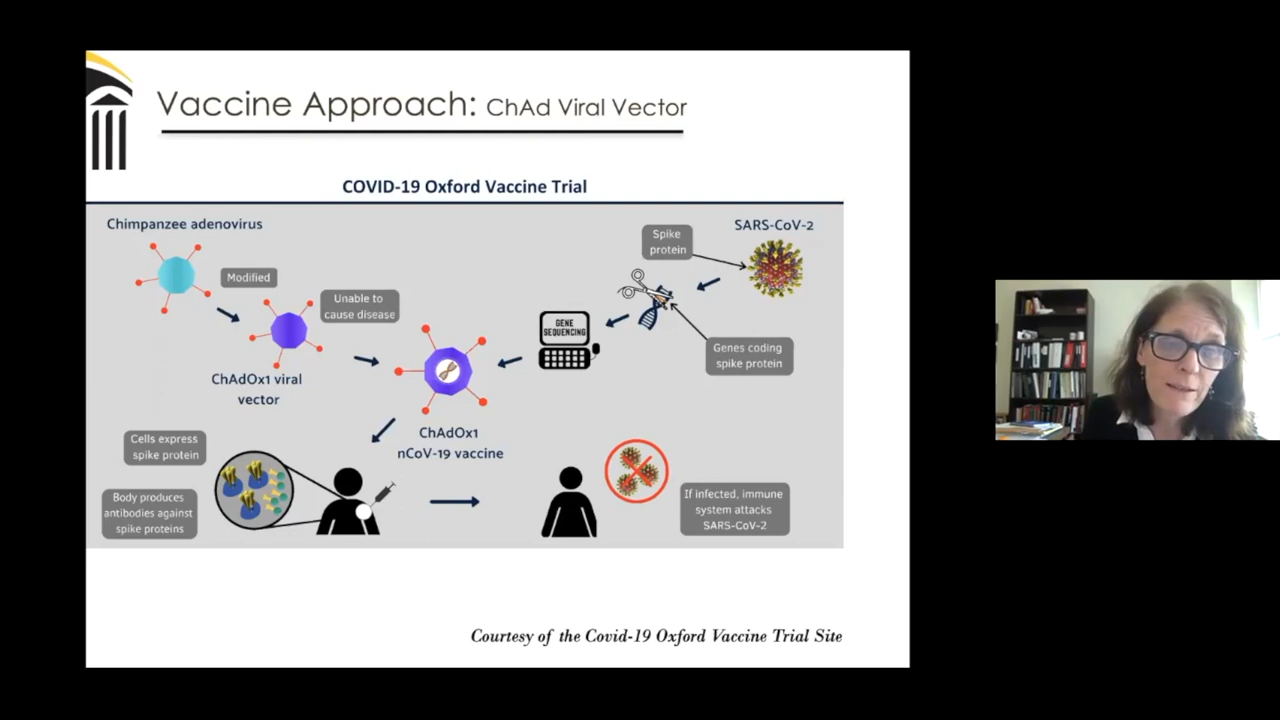 Vaccine Approach: ChAd Viral Vector
COVID-19 Oxford Vaccine Trial
Chimpanzee adenovirus
Modified
Unable to
cause disease
ChAdOx1 viral
vector
SARS-CoV-2
Spike
protein
Genes coding
spike protein
GENE
SEQUENCING
ChAdOx1
nCoV-19 vaccine
Cells express
spike protein
Body produces
antibodies against
spike proteins
If infected, immune
system attacks
SARS-CoV-2
Courtesy of the Covid-19 Oxford Vaccine Trial Site